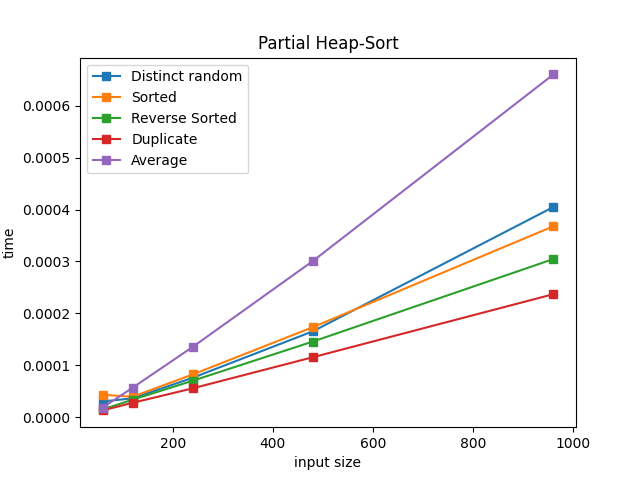 Partial Heap-Sort
Distinct random
Sorted
Reverse Sorted
Duplicate
Average
time
0.0006
0.0005
0.0004
0.0003
0.0002
0.0001
0.0000
200
400
600
800
1000
input size